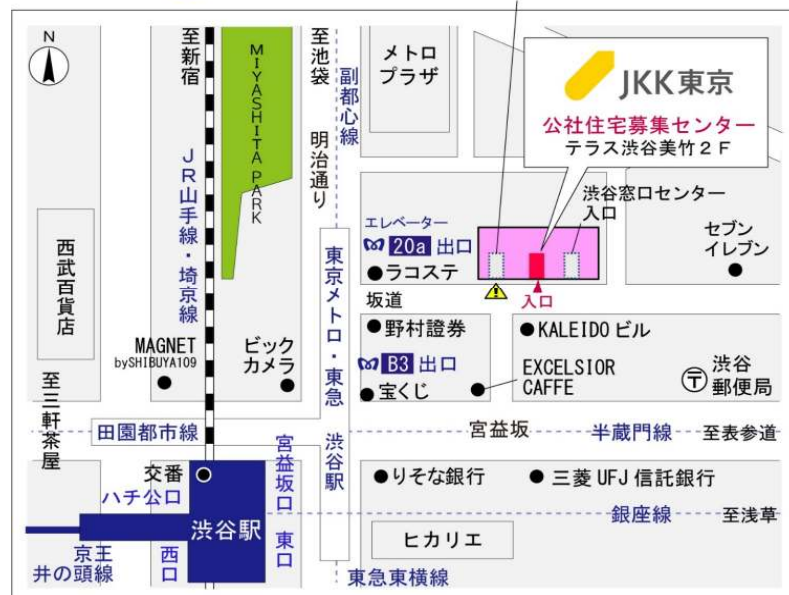 N
至新宿
MIYASHITA PARK
至池袋
明治通り
副都心線
メトロ
プラザ
JKK東京
公社住宅募集センター
テラス渋谷美竹2F
渋谷窓口センター
入口
セブン
イレブン
西武百貨店
JR山手線・埼京線
エレベーター
20a 出口
ラコステ
入口
坂道
東京メトロ・東急 渋谷駅
MAGNET
bySHIBUYA109
ビック
カメラ
野村證券
B3 出口
宝くじ
KALEIDOビル
EXCELSIOR
CAFFE
〒
渋谷
郵便局
至三軒茶屋
田園都市線
宮益坂
半蔵門線
至表参道
交番
ハチ公口
宮益坂口
りそな銀行
三菱UFJ信託銀行
渋谷駅
銀座線
至浅草
京王
井の頭線
西口
東口
ヒカリエ
東急東横線